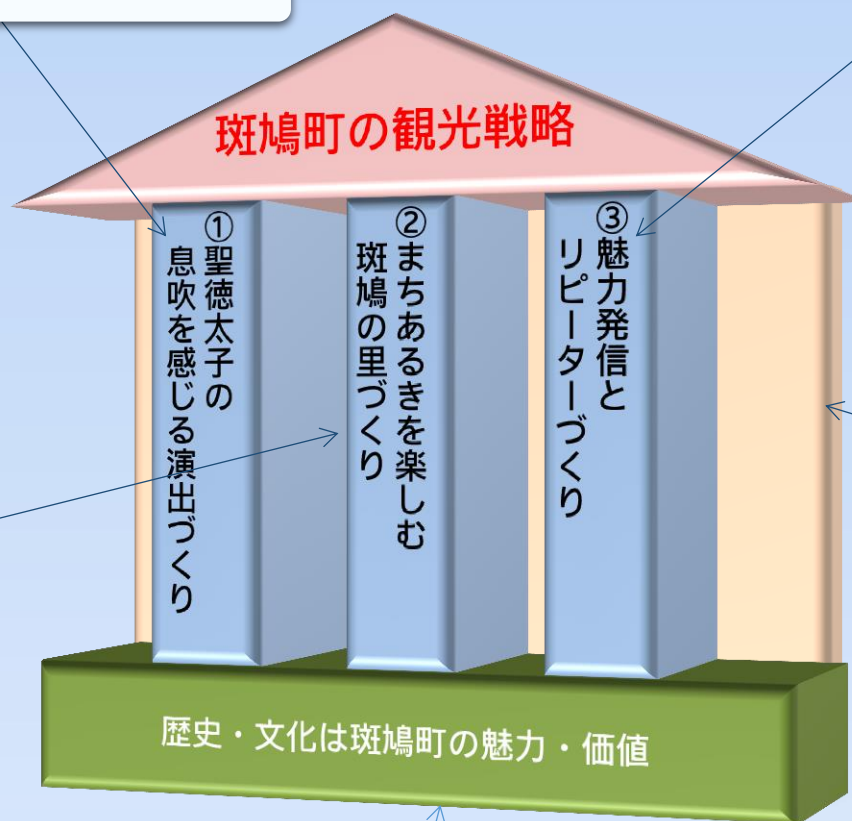 斑鳩町の観光戦略
①聖徳太子の
息吹を感じる演出づくり
②まちあるきを楽しむ
斑鳩の里づくり
③魅力発信と
リピーターづくり
歴史・文化は斑鳩町の魅力・価値